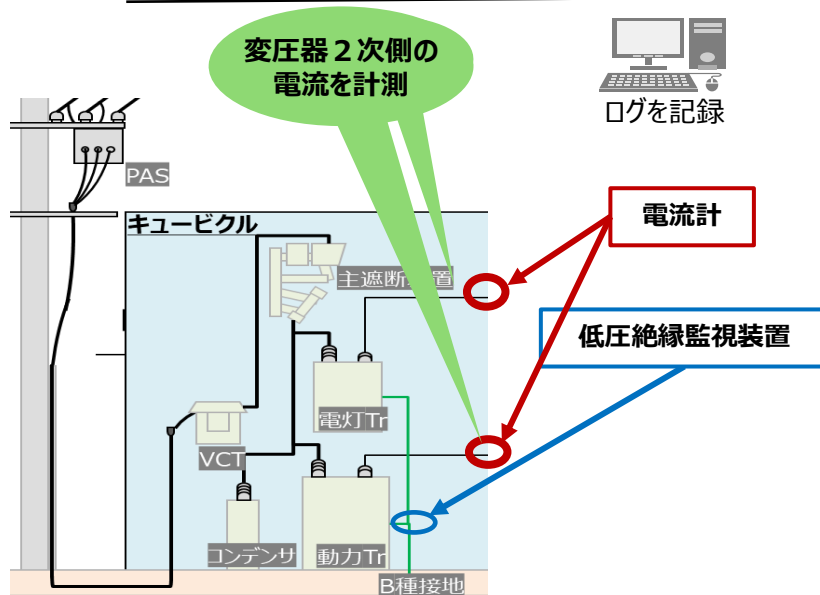 変圧器２次側の
電流を計測
ログを記録
PAS
キュービクル
電流計
主遮断装置
低圧絶縁監視装置
電灯Tr
VCT
コンデンサ
動力Tr
B種接地